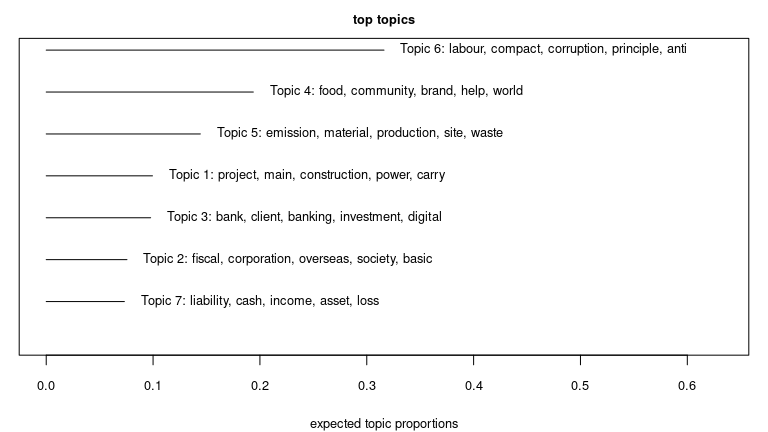 top topics
Topic 6: labour, compact, corruption, principle, anti
Topic 4: food, community, brand, help, world
Topic 5: emission, material, production, site, waste
Topic 1: project, main, construction, power, carry
Topic 3: bank, client, banking, investment, digital
Topic 2: fiscal, corporation, overseas, society, basic
Topic 7: liability, cash, income, asset, loss
0.0 0.1 0.2 0.3 0.4 0.5 0.6
expected topic proportions